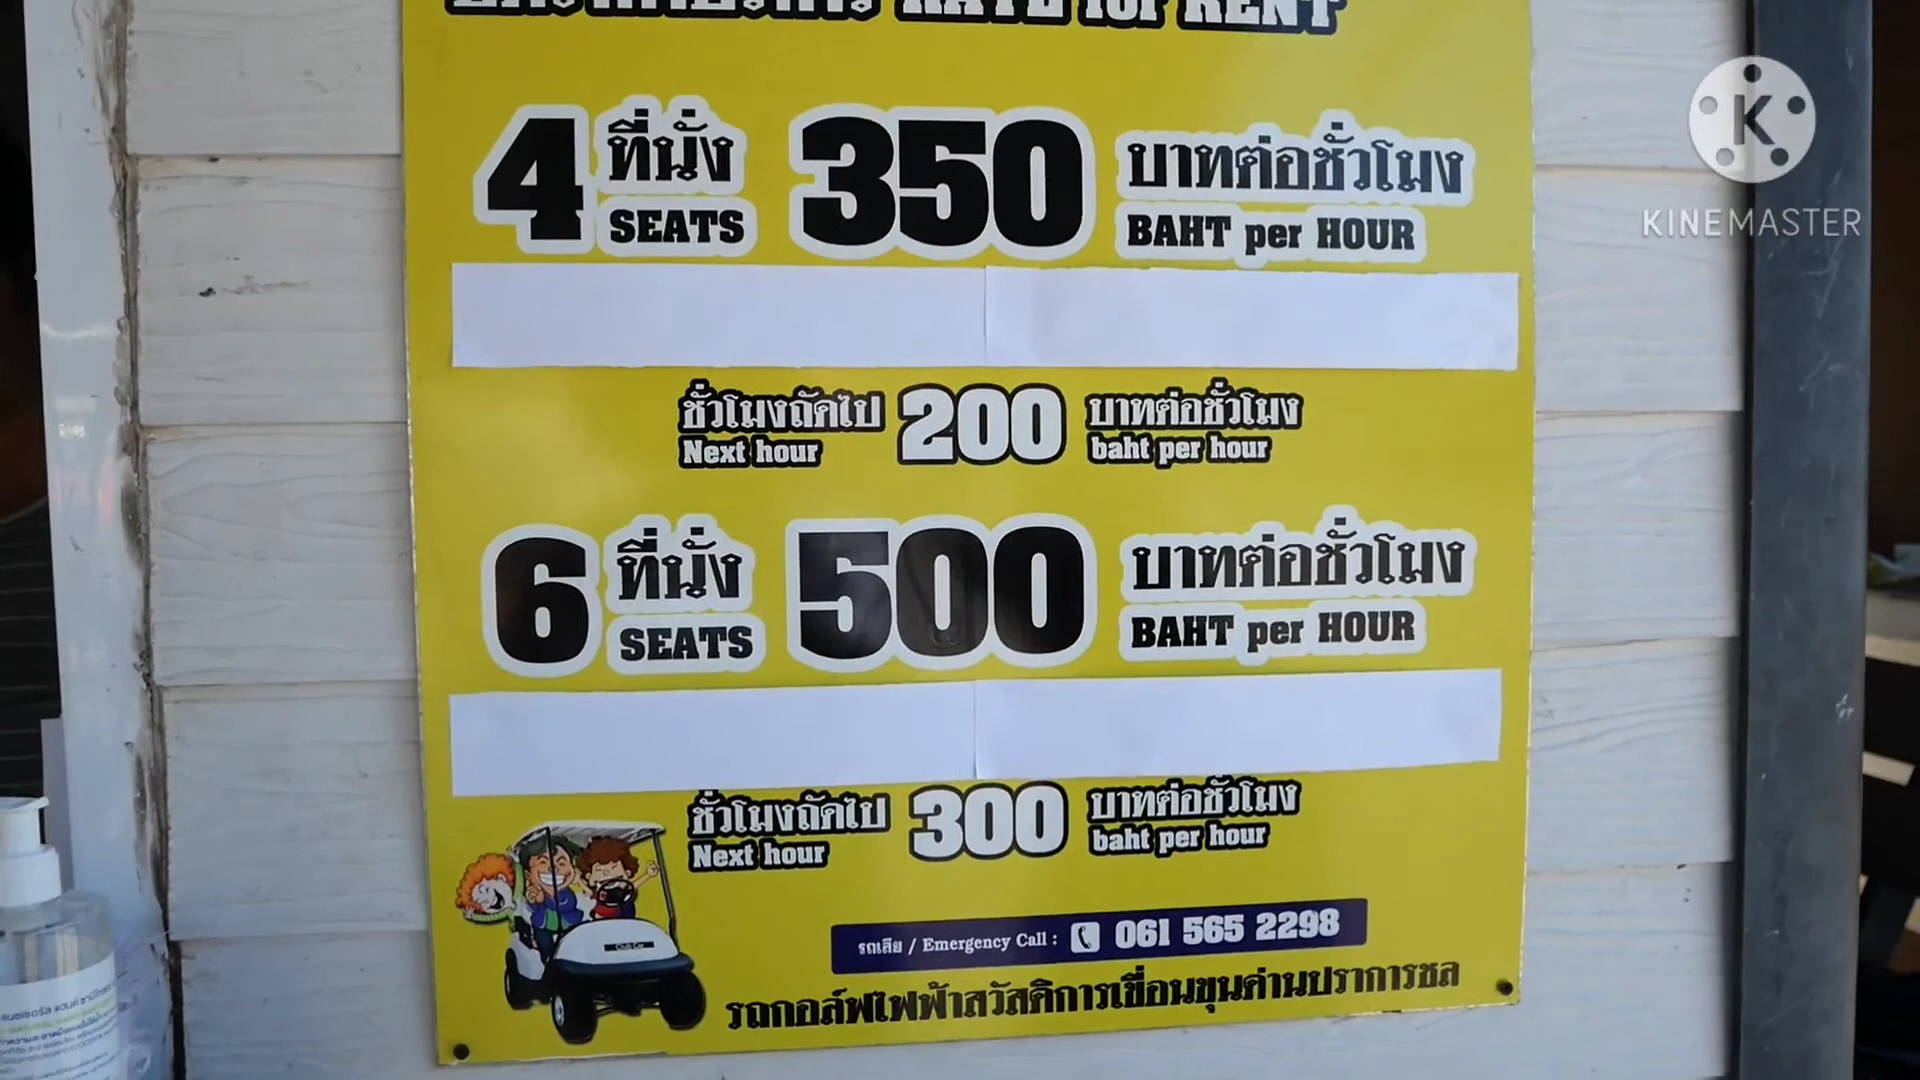 RATE for RENT
4 ที่นั่ง 350 บาทต่อชั่วโมง
SEATS BAHT per HOUR
ชั่วโมงถัดไป 200 บาทต่อชั่วโมง
Next hour baht per hour
6 ที่นั่ง 500 บาทต่อชั่วโมง
SEATS BAHT per HOUR
ชั่วโมงถัดไป 300 บาทต่อชั่วโมง
Next hour baht per hour
รถเสีย / Emergency Call : 061 565 2298
รถกอล์ฟไฟฟ้าสวัสดิการเขื่อนขุนด่านปราการชล
Club Car
K
KINEMASTER